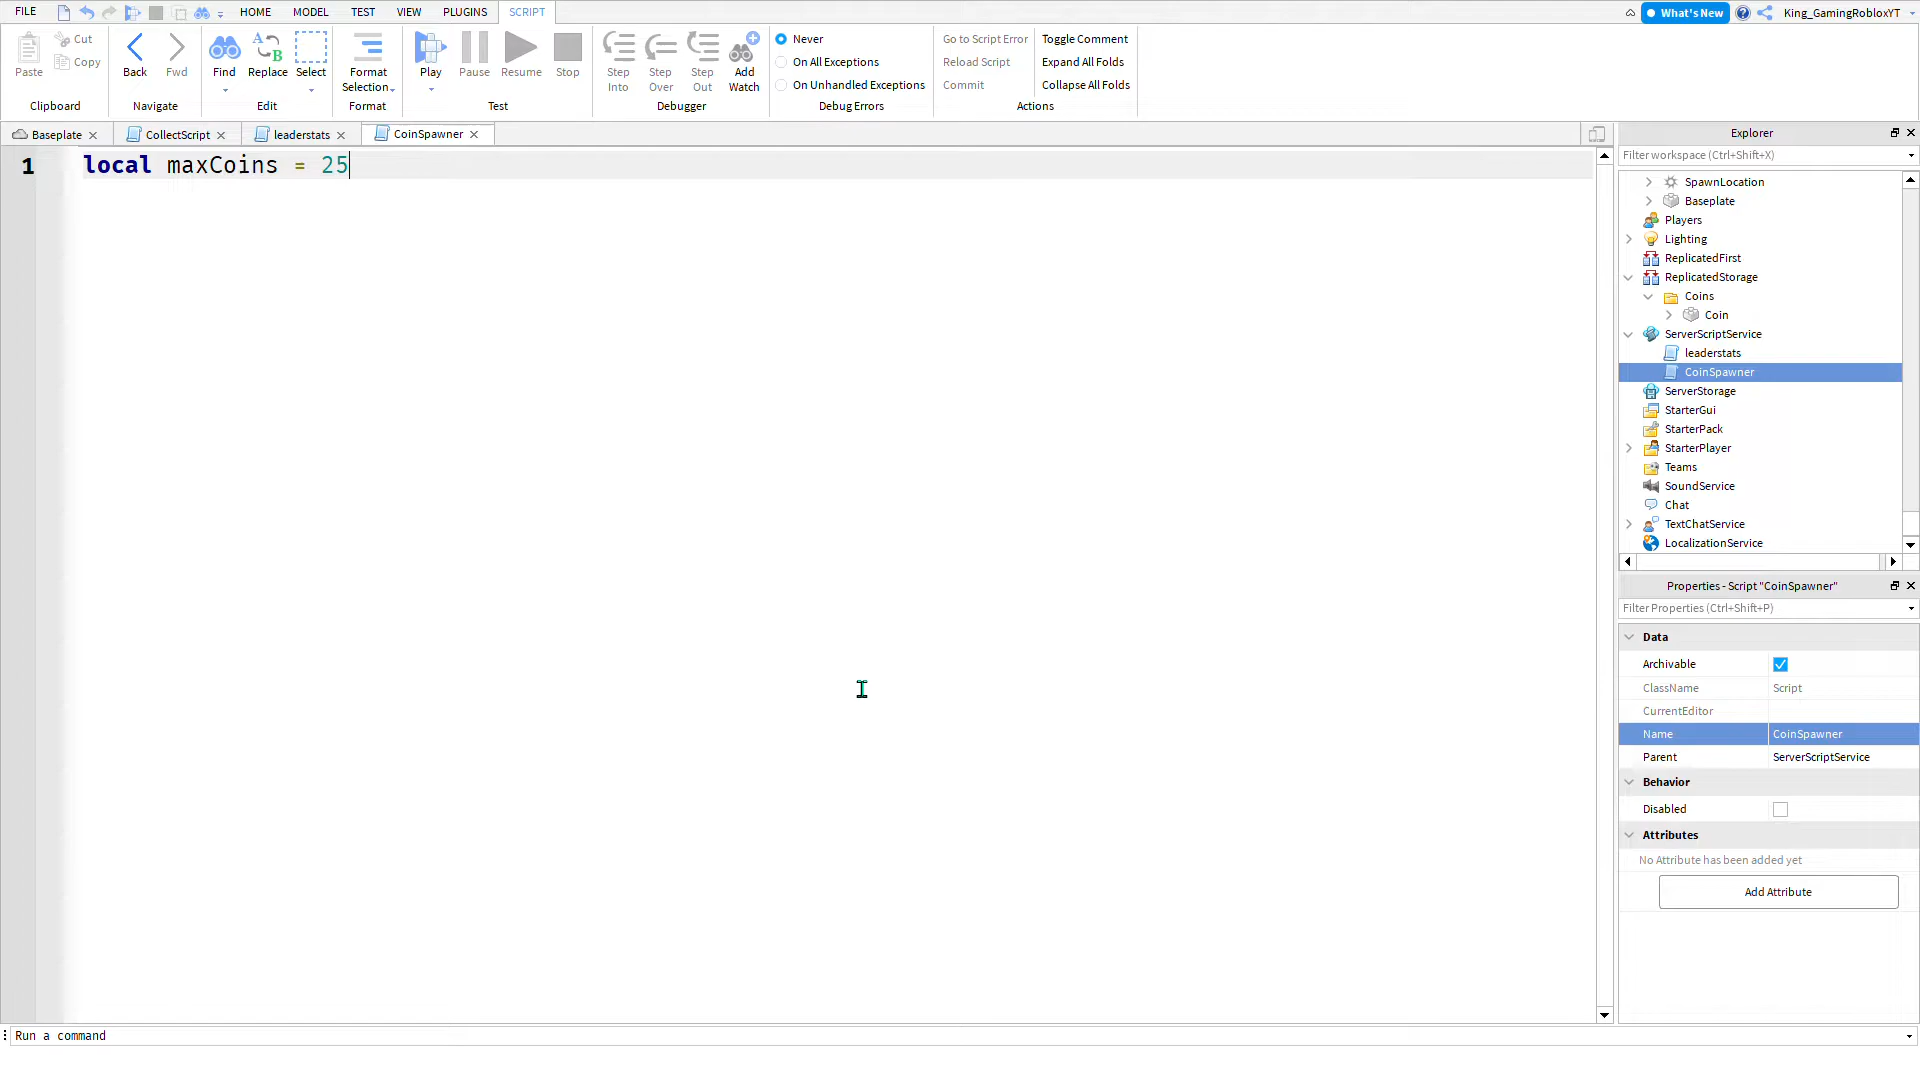 FILE HOME MODEL TEST VIEW PLUGINS SCRIPT What's New King_GamingRobloxYT
Paste Cut Copy
Clipboard
Back Fwd
Navigate
Find Replace Select
Edit
Format Selection
Format
Play Pause Resume Stop
Test
Step Into Step Over Step Out Add Watch
Debugger
Never
On All Exceptions
On Unhandled Exceptions
Debug Errors
Go to Script Error Toggle Comment
Reload Script Expand All Folds
Commit Collapse All Folds
Actions
Baseplate CollectScript leaderstats CoinSpawner
1 local maxCoins = 25
Explorer
Filter workspace (Ctrl+Shift+X)
SpawnLocation
Baseplate
Players
Lighting
ReplicatedFirst
ReplicatedStorage
Coins
Coin
ServerScriptService
leaderstats
CoinSpawner
ServerStorage
StarterGui
StarterPack
StarterPlayer
Teams
SoundService
Chat
TextChatService
LocalizationService
Properties - Script "CoinSpawner"
Filter Properties (Ctrl+Shift+P)
Data
Archivable
ClassName Script
CurrentEditor
Name CoinSpawner
Parent ServerScriptService
Behavior
Disabled
Attributes
No Attribute has been added yet
Add Attribute
Run a command